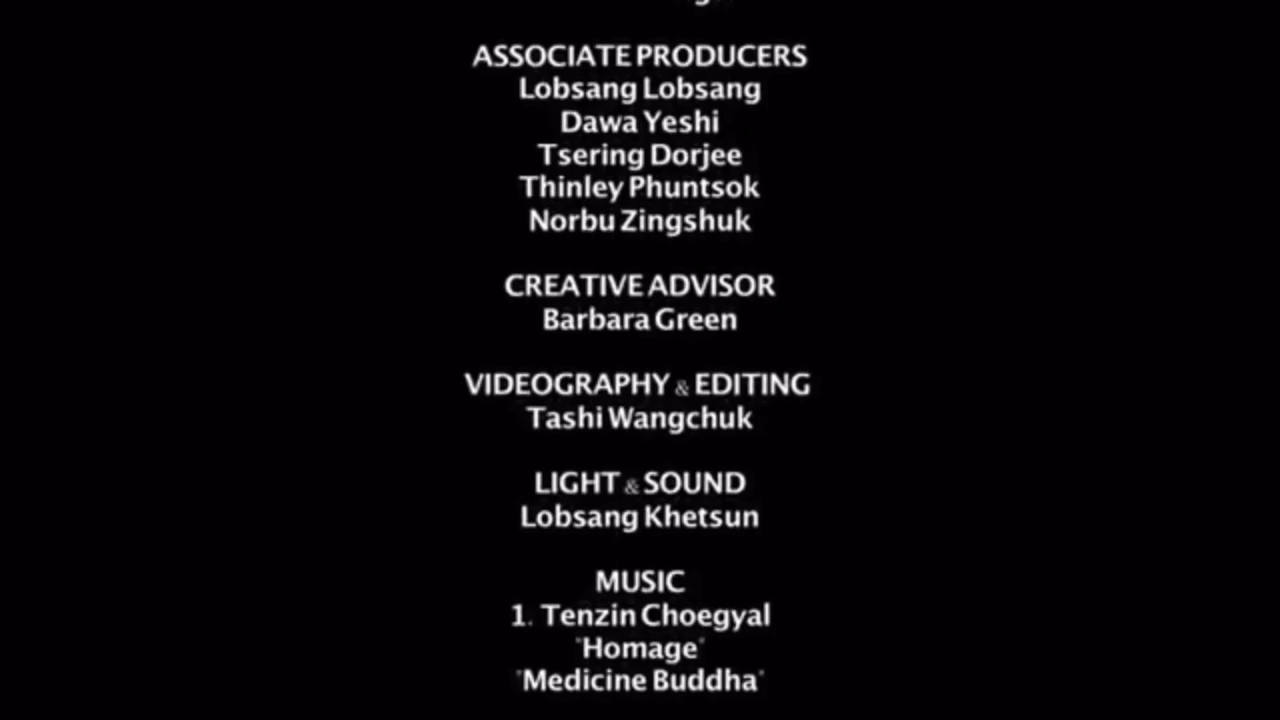 ASSOCIATE PRODUCERS
Lobsang Lobsang
Dawa Yeshi
Tsering Dorjee
Thinley Phuntsok
Norbu Zingshuk
CREATIVE ADVISOR
Barbara Green
VIDEOGRAPHY & EDITING
Tashi Wangchuk
LIGHT & SOUND
Lobsang Khetsun
MUSIC
1. Tenzin Choegyal
"Homage"
"Medicine Buddha"